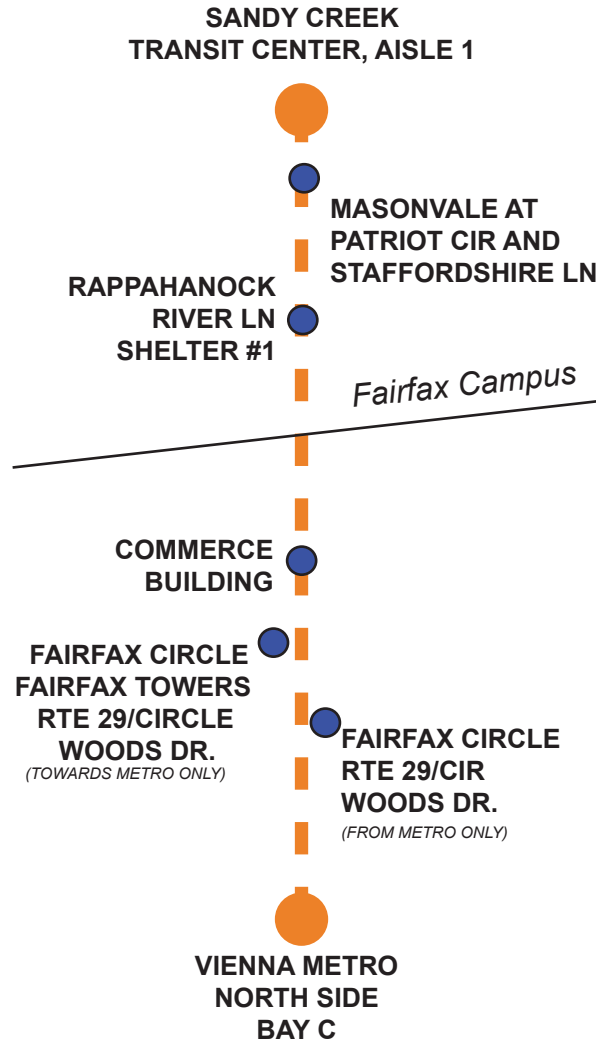 SANDY CREEK
TRANSIT CENTER, AISLE 1
MASONVALE AT
PATRIOT CIR AND
STAFFORDSHIRE LN
RAPPAHANOCK
RIVER LN
SHELTER #1
Fairfax Campus
COMMERCE
BUILDING
FAIRFAX CIRCLE
FAIRFAX TOWERS
RTE 29/CIRCLE
WOODS DR.
(TOWARDS METRO ONLY)
FAIRFAX CIRCLE
RTE 29/CIR
WOODS DR.
(FROM METRO ONLY)
VIENNA METRO
NORTH SIDE
BAY C